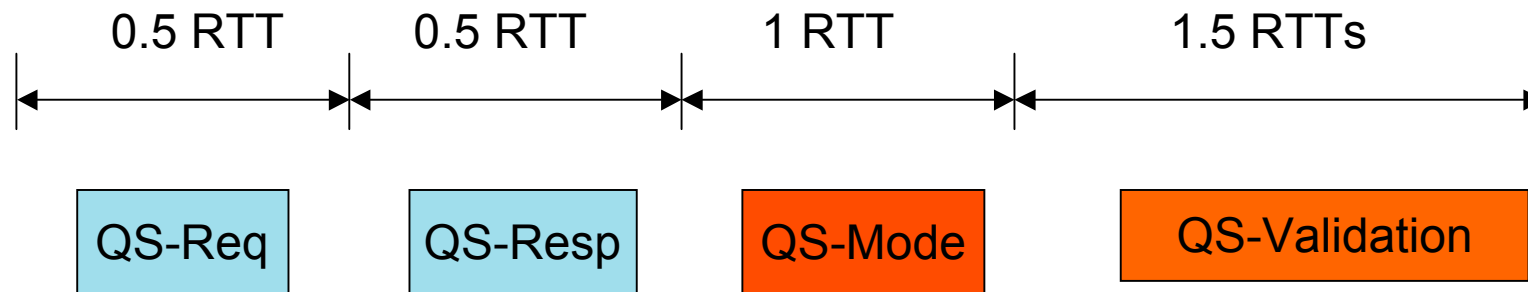 0.5 RTT 0.5 RTT 1 RTT 1.5 RTTs
QS-Req QS-Resp QS-Mode QS-Validation